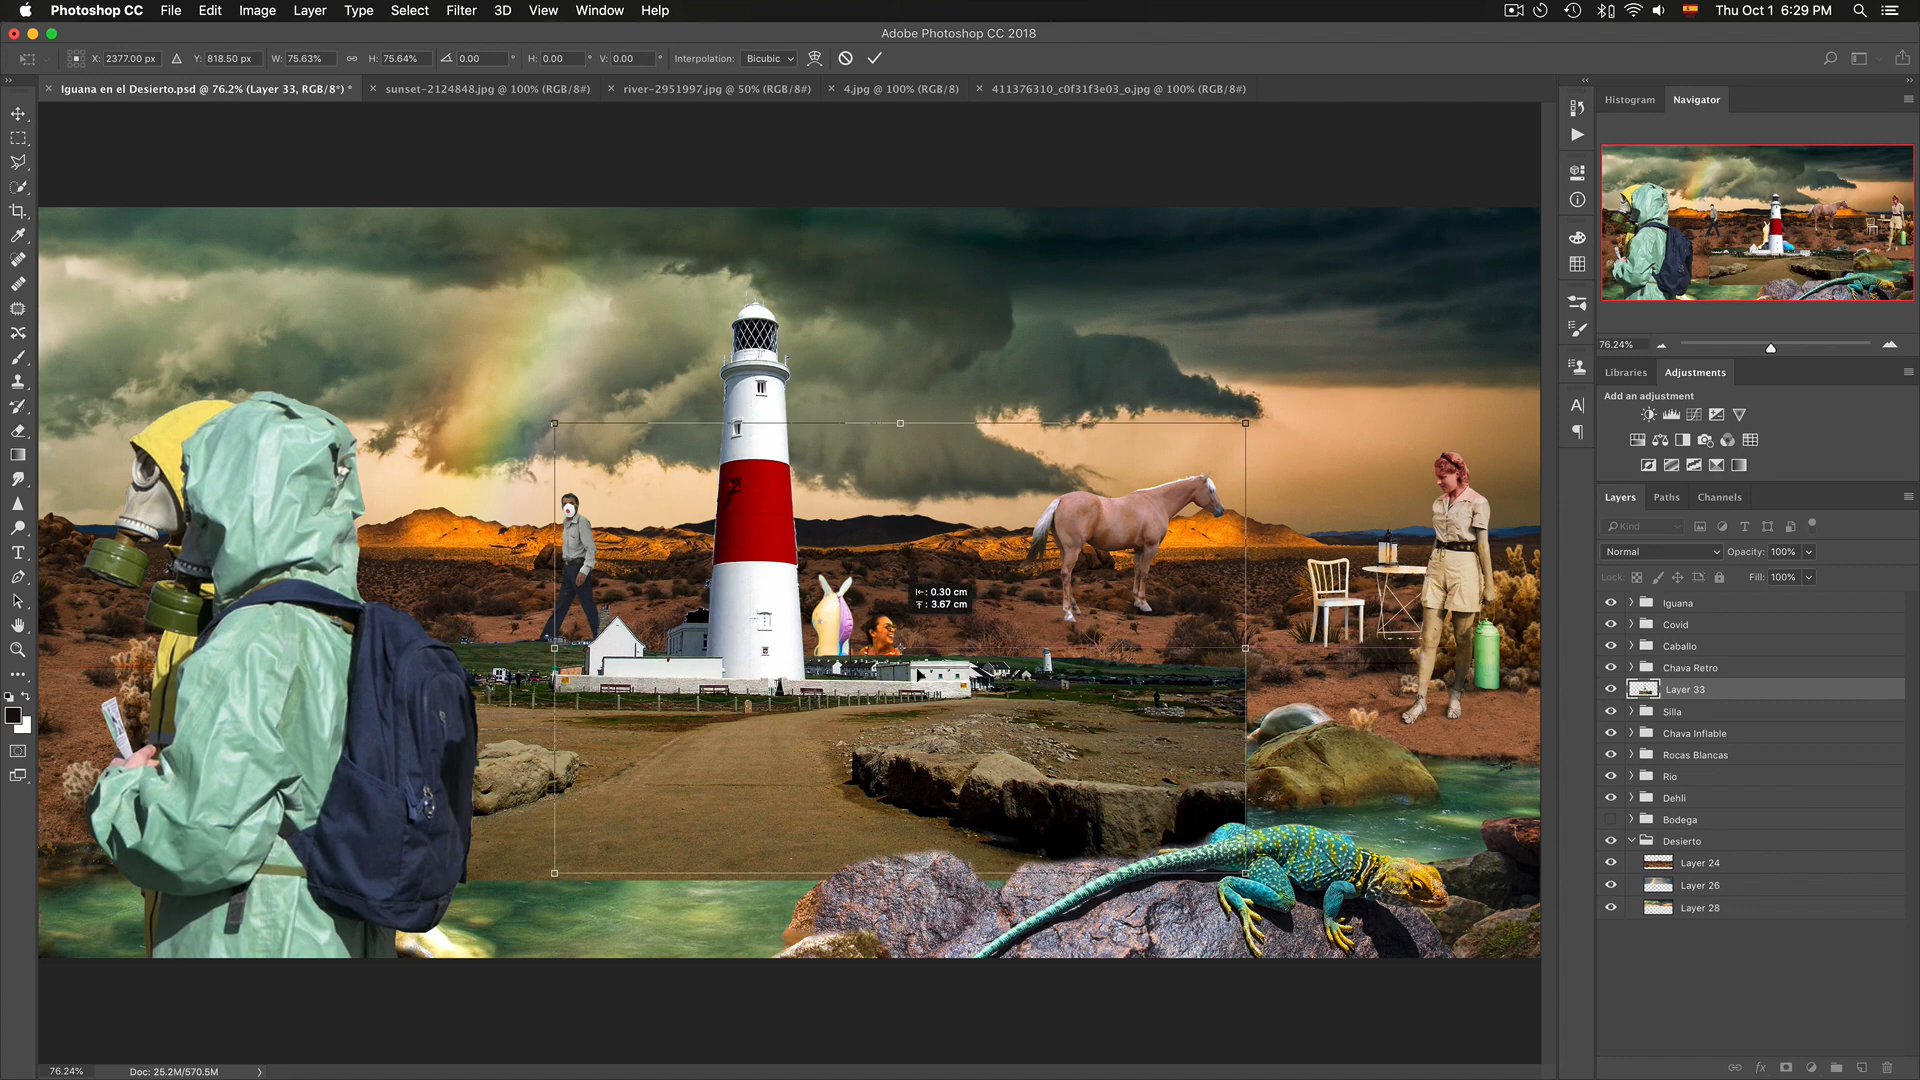 Photoshop CC File Edit Image Layer Type Select Filter 3D View Window Help Thu Oct 1 6:29 PM
Adobe Photoshop CC 2018
X: 2377.00 px Y: 818.50 px W: 75.63% H: 75.64% 0.00 ° H: 0.00 ° V: 0.00 ° Interpolation: Bicubic
× Iguana en el Desierto.psd @ 76.2% (Layer 33, RGB/8*) * × sunset-2124848.jpg @ 100% (RGB/8#) × river-2951997.jpg @ 50% (RGB/8#) × 4.jpg @ 100% (RGB/8) × 411376310_c0f31f3e03_o.jpg @ 100% (RGB/8#)
Histogram Navigator
76.24%
Libraries Adjustments
Add an adjustment
Layers Paths Channels
Kind
Normal Opacity: 100%
Lock: Fill: 100%
Iguana
Covid
Caballo
Chava Retro
Layer 33
Silla
Chava Inflable
Rocas Blancas
Rio
Dehli
Bodega
Desierto
Layer 24
Layer 26
Layer 28
: 0.30 cm
: 3.67 cm
76.24% Doc: 25.2M/570.5M